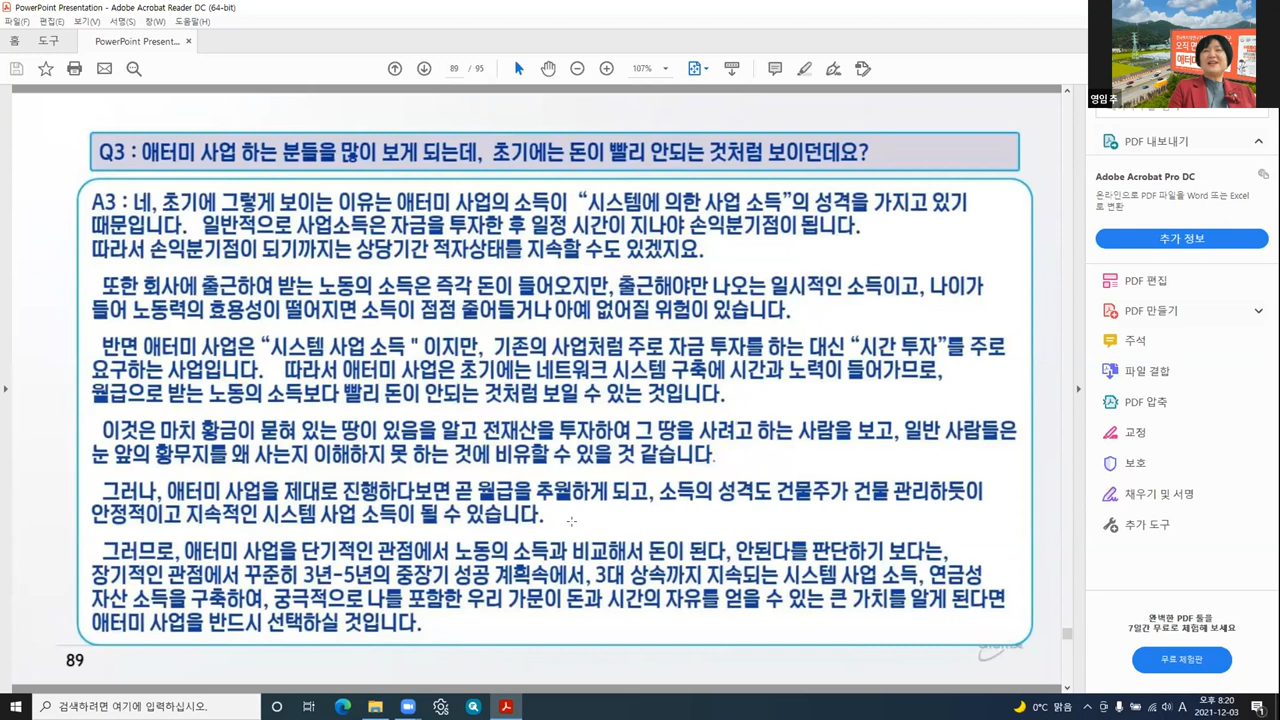 PowerPoint Presentation - Adobe Acrobat Reader DC (64-bit)
파일(F) 편집(E) 보기(V) 서명(S) 창(W) 도움말(H)
홈 도구 PowerPoint Present... ×
89 / 9 107%
영임 추
Q3 : 애터미 사업 하는 분들을 많이 보게 되는데, 초기에는 돈이 빨리 안되는 것처럼 보이던데요?
A3 : 네, 초기에 그렇게 보이는 이유는 애터미 사업의 소득이 “시스템에 의한 사업 소득”의 성격을 가지고 있기
때문입니다. 일반적으로 사업소득은 자금을 투자한 후 일정 시간이 지나야 손익분기점이 됩니다.
따라서 손익분기점이 되기까지는 상당기간 적자상태를 지속할 수도 있겠지요.
또한 회사에 출근하여 받는 노동의 소득은 즉각 돈이 들어오지만, 출근해야만 나오는 일시적인 소득이고, 나이가
들어 노동력의 효용성이 떨어지면 소득이 점점 줄어들거나 아예 없어질 위험이 있습니다.
반면 애터미 사업은 “시스템 사업 소득 " 이지만, 기존의 사업처럼 주로 자금 투자를 하는 대신 “시간 투자”를 주로
요구하는 사업입니다. 따라서 애터미 사업은 초기에는 네트워크 시스템 구축에 시간과 노력이 들어가므로,
월급으로 받는 노동의 소득보다 빨리 돈이 안되는 것처럼 보일 수 있는 것입니다.
이것은 마치 황금이 묻혀 있는 땅이 있음을 알고 전재산을 투자하여 그 땅을 사려고 하는 사람을 보고, 일반 사람들은
눈 앞의 황무지를 왜 사는지 이해하지 못 하는 것에 비유할 수 있을 것 같습니다.
그러나, 애터미 사업을 제대로 진행하다보면 곧 월급을 추월하게 되고, 소득의 성격도 건물주가 건물 관리하듯이
안정적이고 지속적인 시스템 사업 소득이 될 수 있습니다.
그러므로, 애터미 사업을 단기적인 관점에서 노동의 소득과 비교해서 돈이 된다, 안된다를 판단하기 보다는,
장기적인 관점에서 꾸준히 3년-5년의 중장기 성공 계획속에서, 3대 상속까지 지속되는 시스템 사업 소득, 연금성
자산 소득을 구축하여, 궁극적으로 나를 포함한 우리 가문이 돈과 시간의 자유를 얻을 수 있는 큰 가치를 알게 된다면
애터미 사업을 반드시 선택하실 것입니다.
89
PDF 내보내기
Adobe Acrobat Pro DC
온라인으로 PDF 파일을 Word 또는 Excel
로 변환
추가 정보
PDF 편집
PDF 만들기
주석
파일 결합
PDF 압축
교정
보호
채우기 및 서명
추가 도구
완벽한 PDF 툴을
7일간 무료로 체험해 보세요
무료 체험판
검색하려면 여기에 입력하십시오.
0°C 맑음
A
오후 8:20
2021-12-03